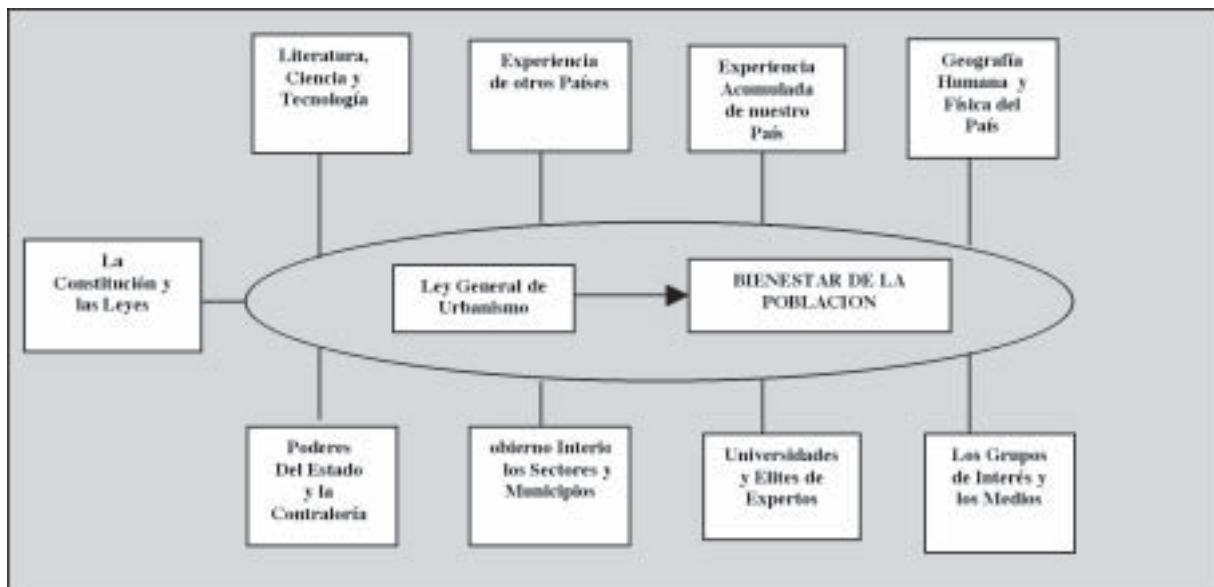 Literatura,
Ciencia y
Tecnología
Experiencia
de otros Países
Experiencia
Acumulada
de nuestro
País
Geografía
Humana y
Física del
País
La
Constitución y
las Leyes
Ley General de
Urbanismo
BIENESTAR DE LA
POBLACION
Poderes
Del Estado
y la
Contraloría
obierno Interio
los Sectores y
Municipios
Universidades
y Elites de
Expertos
Los Grupos
de Interés y
los Medios